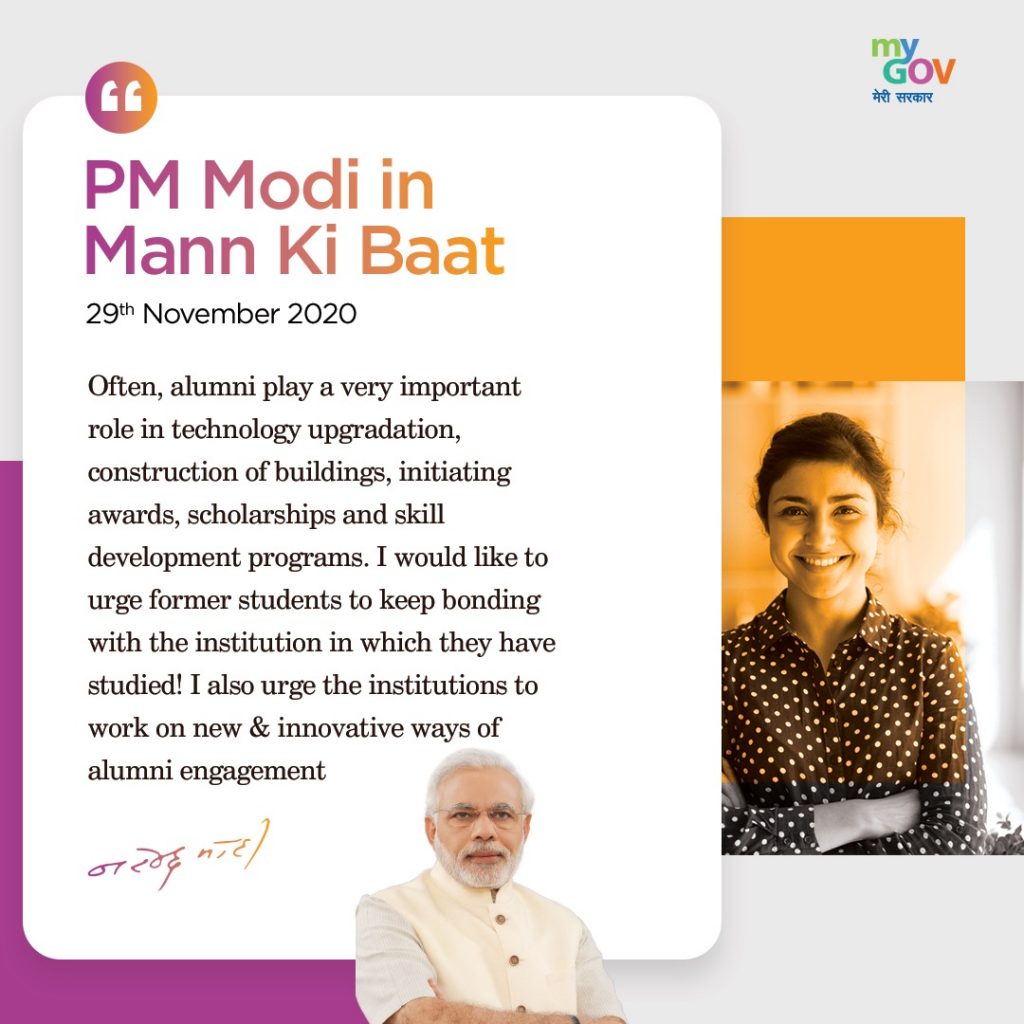 my
GOV
मेरी सरकार
PM Modi in
Mann Ki Baat
29th November 2020
Often, alumni play a very important
role in technology upgradation,
construction of buildings, initiating
awards, scholarships and skill
development programs. I would like to
urge former students to keep bonding
with the institution in which they have
studied! I also urge the institutions to
work on new & innovative ways of
alumni engagement
नरेन्द्र मोदी